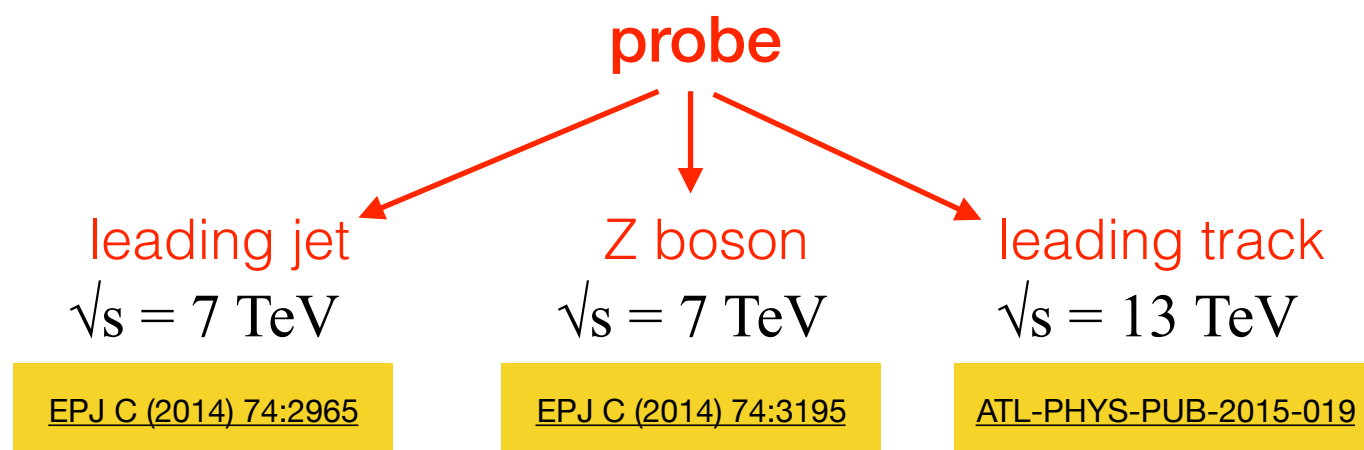 probe
leading jet
√s = 7 TeV
EPJ C (2014) 74:2965
Z boson
√s = 7 TeV
EPJ C (2014) 74:3195
leading track
√s = 13 TeV
ATL-PHYS-PUB-2015-019